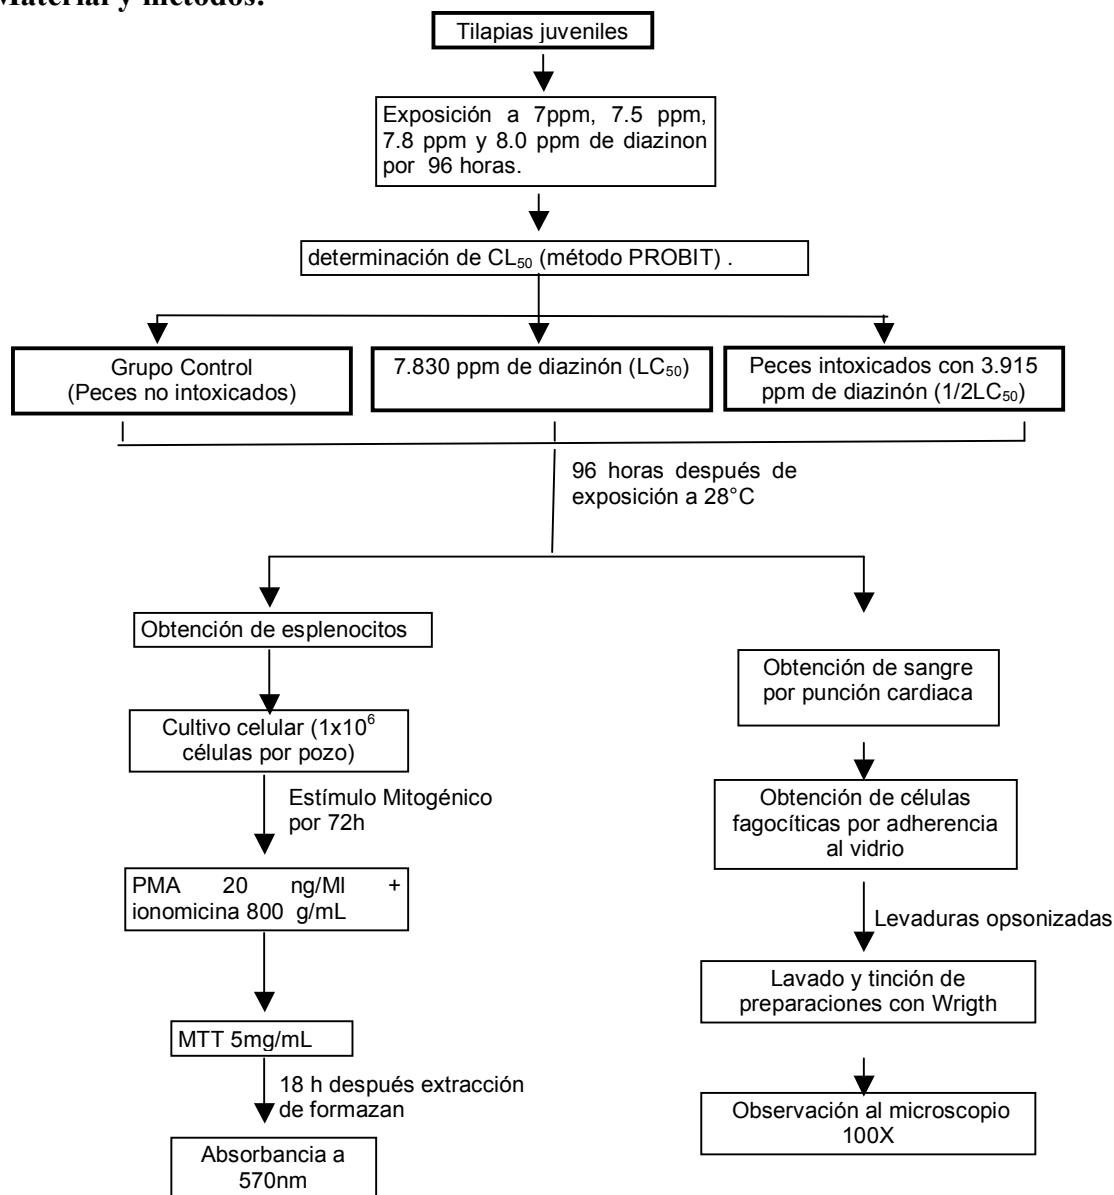 Material y métodos:
Tilapias juveniles
Exposición a 7ppm, 7.5 ppm,
7.8 ppm y 8.0 ppm de diazinon
por 96 horas.
determinación de CL50 (método PROBIT) .
Grupo Control
(Peces no intoxicados)
7.830 ppm de diazinón (LC50)
Peces intoxicados con 3.915
ppm de diazinón (1/2LC50)
96 horas después de
exposición a 28°C
Obtención de esplenocitos
Cultivo celular (1x10⁶
células por pozo)
Estímulo Mitogénico
por 72h
PMA 20 ng/Ml +
ionomicina 800 g/mL
MTT 5mg/mL
18 h después extracción
de formazan
Absorbancia a
570nm
Obtención de sangre
por punción cardiaca
Obtención de células
fagocíticas por adherencia
al vidrio
Levaduras opsonizadas
Lavado y tinción de
preparaciones con Wrigth
Observación al microscopio
100X